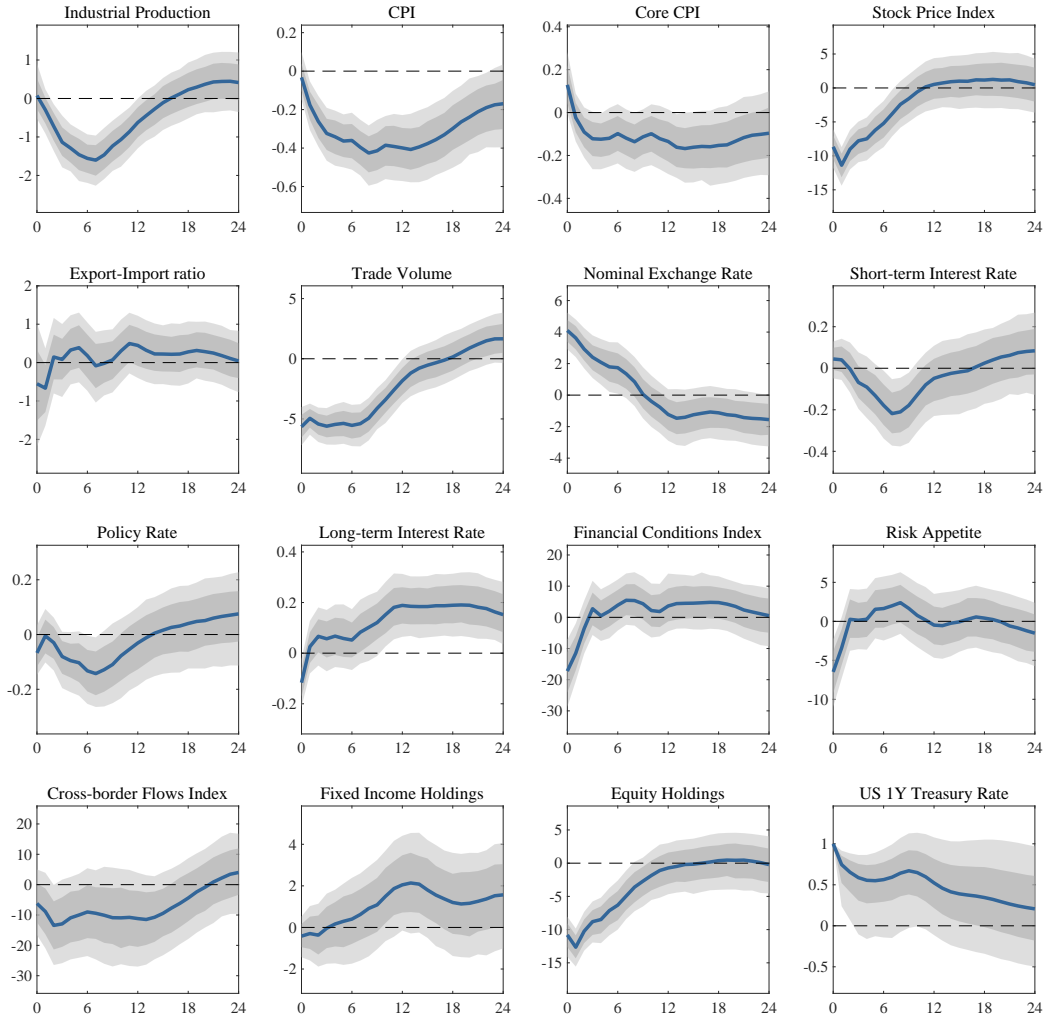 Industrial Production
CPI
Core CPI
Stock Price Index
1
0
-1
-2
0 6 12 18 24
0.2
0
-0.2
-0.4
-0.6
0 6 12 18 24
0.4
0.2
0
-0.2
-0.4
0 6 12 18 24
5
0
-5
-10
-15
0 6 12 18 24
Export-Import ratio
Trade Volume
Nominal Exchange Rate
Short-term Interest Rate
2
1
0
-1
-2
0 6 12 18 24
5
0
-5
0 6 12 18 24
6
4
2
0
-2
-4
0 6 12 18 24
0.2
0
-0.2
-0.4
0 6 12 18 24
Policy Rate
Long-term Interest Rate
Financial Conditions Index
Risk Appetite
0.2
0
-0.2
0 6 12 18 24
0.4
0.2
0
-0.2
0 6 12 18 24
20
10
0
-10
-20
-30
0 6 12 18 24
5
0
-5
-10
0 6 12 18 24
Cross-border Flows Index
Fixed Income Holdings
Equity Holdings
US 1Y Treasury Rate
20
10
0
-10
-20
-30
0 6 12 18 24
4
2
0
-2
0 6 12 18 24
5
0
-5
-10
-15
0 6 12 18 24
1
0.5
0
-0.5
0 6 12 18 24